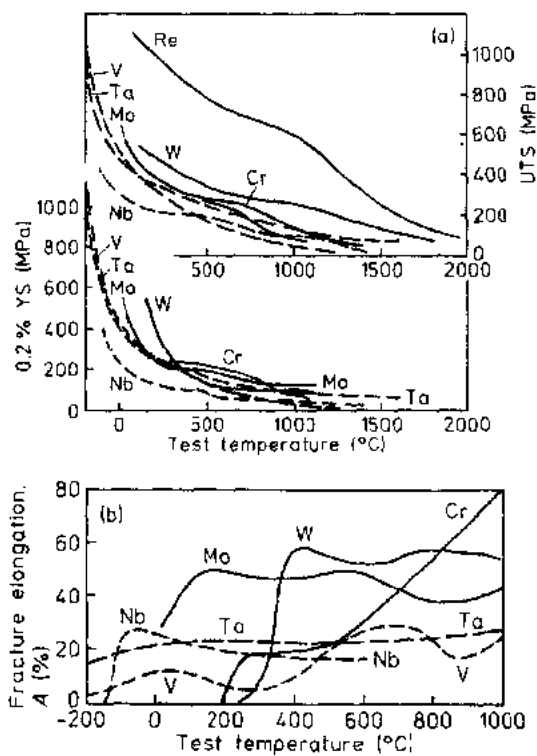 (a)
Re
V
Ta
Mo
W
Cr
Nb
1000
800
600
400
200
0
UTS (MPa)
500 1000 1500
1000
800
600
400
200
0
0.2% YS (MPa)
V
Ta
Mo
W
Cr
Nb
Mo
Ta
0 500 1000 1500 2000
Test temperature (°C)
(b)
80
60
40
20
0
Fracture elongation,
A (%)
Cr
W
Mo
Nb
Ta
Ta
Nb
V
V
-200 0 200 400 600 800 1000
Test temperature (°C)